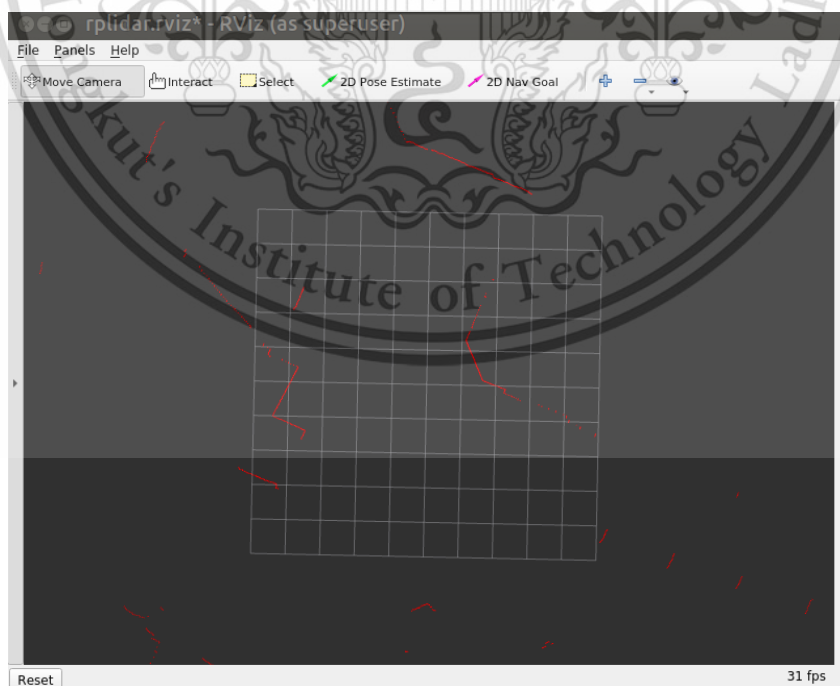 rplidar.rviz* - RViz (as superuser)
File Panels Help
Move Camera Interact Select 2D Pose Estimate 2D Nav Goal
kut's Institute of Technology Lad
Reset 31 fps